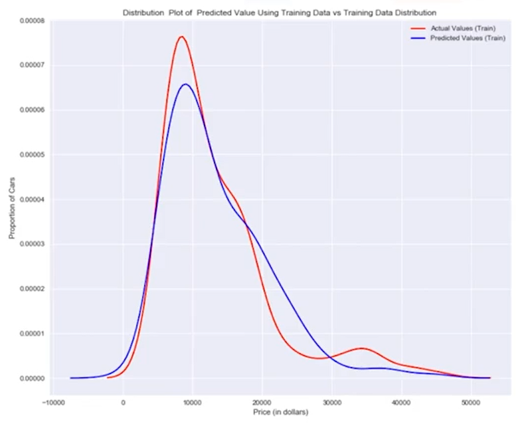 Distribution Plot of Predicted Value Using Training Data vs Training Data Distribution
Actual Values (Train)
Predicted Values (Train)
Proportion of Cars
0.00008
0.00007
0.00006
0.00005
0.00004
0.00003
0.00002
0.00001
0.00000
−10000 0 10000 20000 30000 40000 50000
Price (in dollars)